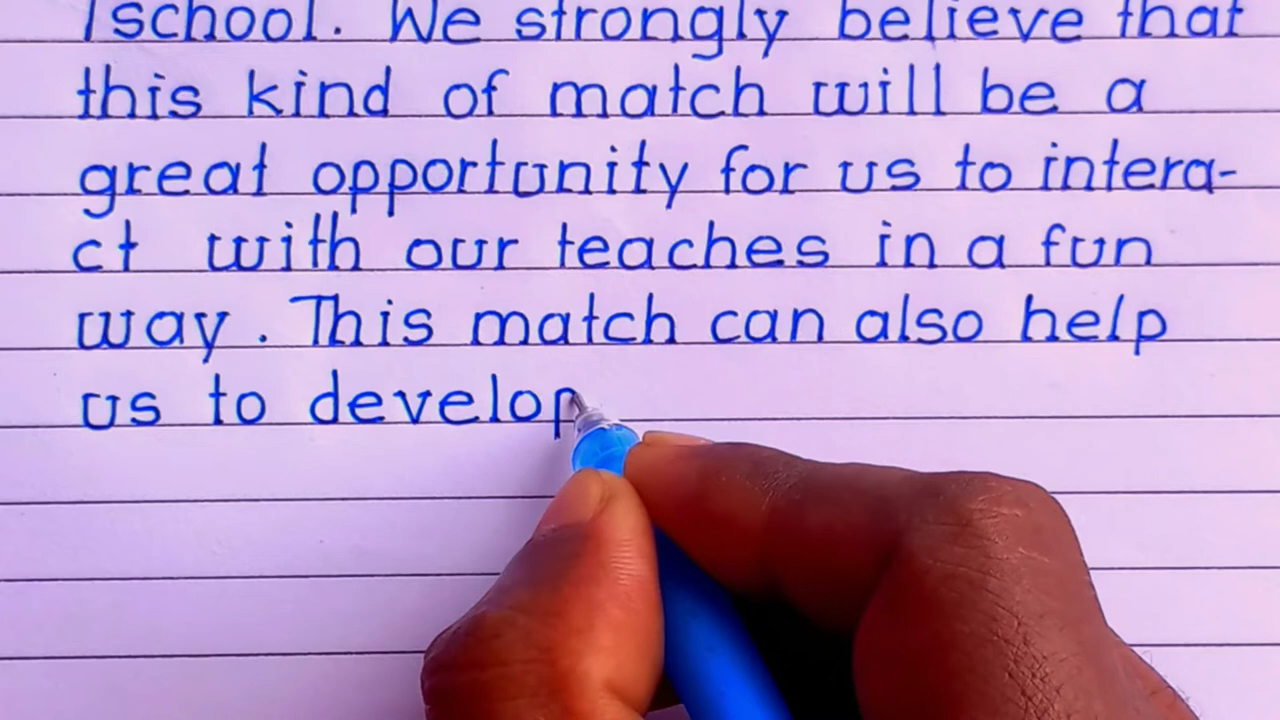 /school. We strongly believe that
this kind of match will be a
great opportunity for us to intera-
ct with our teaches in a fun
way. This match can also help
us to develop